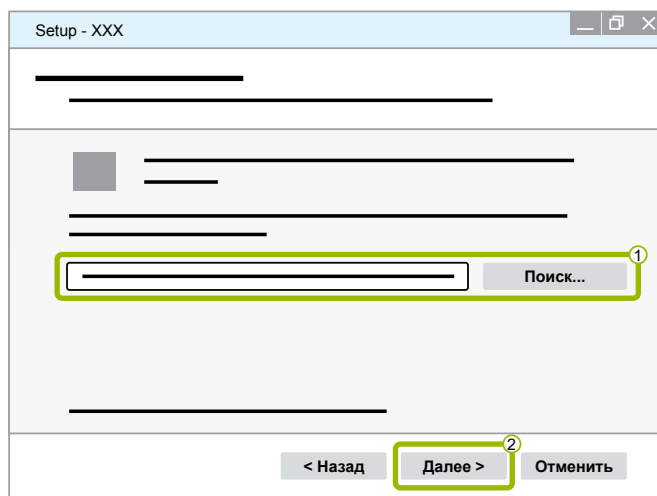 Setup - XXX
1
Поиск...
2
< Назад
Далее >
Отменить